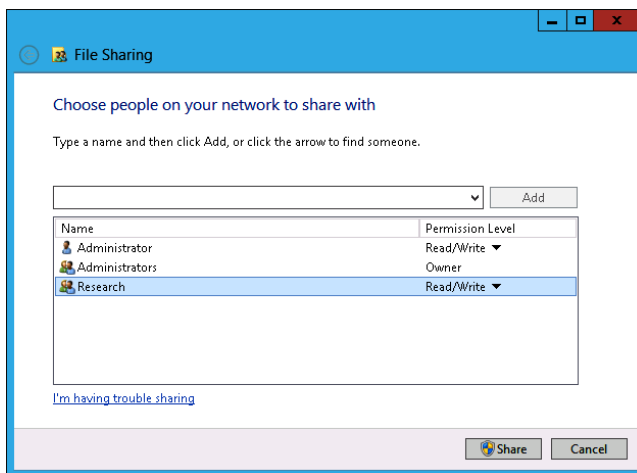 File Sharing
Choose people on your network to share with
Type a name and then click Add, or click the arrow to find someone.
Add
Name Permission Level
Administrator Read/Write
Administrators Owner
Research Read/Write
I'm having trouble sharing
Share Cancel